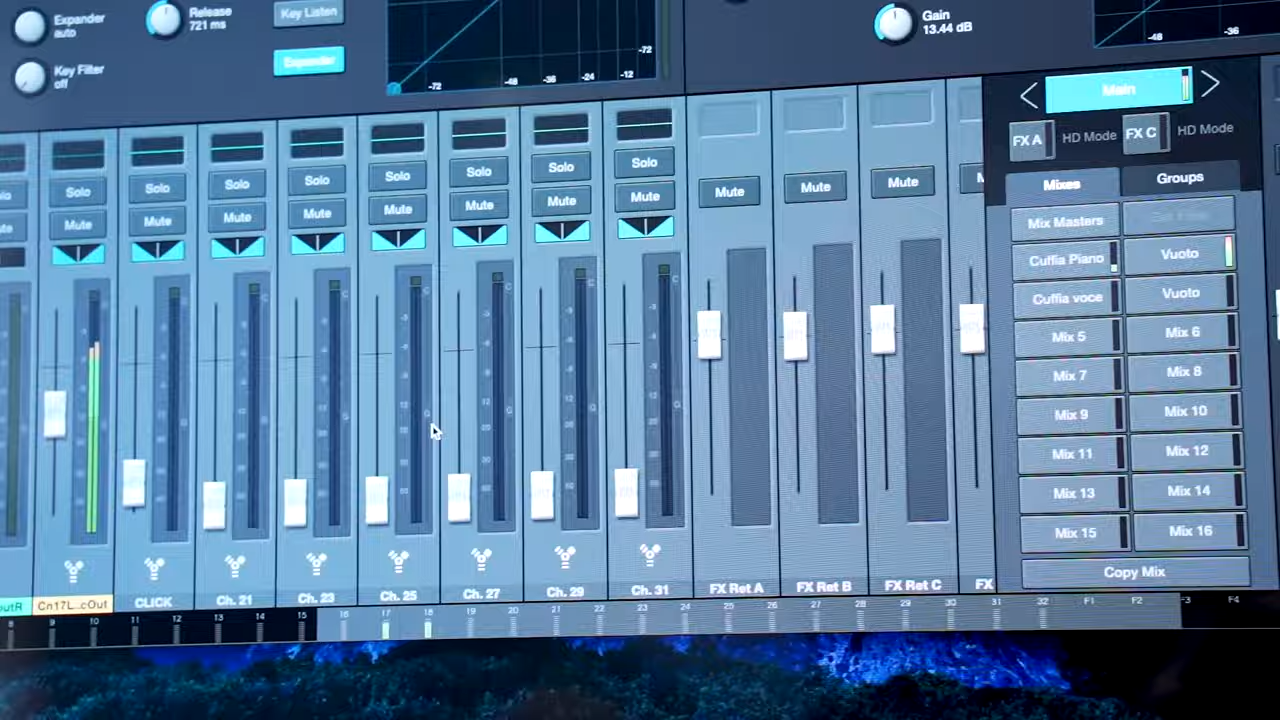 Expander
auto
Key Filter
off
Release
721 ms
Key Listen
Expander
-72
-48
-36
-24
-12
-72
Gain
13.44 dB
-48
-36
Main
FX A HD Mode FX C HD Mode
Mixes Groups
Mix Masters
Cuffia Piano Vuoto
Cuffia voce Vuoto
Mix 5 Mix 6
Mix 7 Mix 8
Mix 9 Mix 10
Mix 11 Mix 12
Mix 13 Mix 14
Mix 15 Mix 16
Copy Mix
Solo Solo Solo Solo Solo Solo Solo Solo
Mute Mute Mute Mute Mute Mute Mute Mute Mute Mute Mute
outR Cn17L...cOut CLICK Ch. 21 Ch. 23 Ch. 25 Ch. 27 Ch. 29 Ch. 31 FX Ret A FX Ret B FX Ret C FX
8 9 10 11 12 13 14 15 16 17 18 19 20 21 22 23 24 25 26 27 28 29 30 31 32 F1 F2 F3 F4